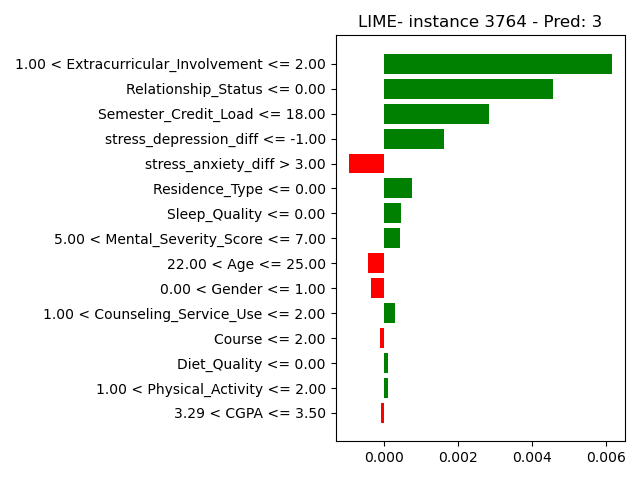 LIME- instance 3764 - Pred: 3
1.00 < Extracurricular_Involvement <= 2.00
Relationship_Status <= 0.00
Semester_Credit_Load <= 18.00
stress_depression_diff <= -1.00
stress_anxiety_diff > 3.00
Residence_Type <= 0.00
Sleep_Quality <= 0.00
5.00 < Mental_Severity_Score <= 7.00
22.00 < Age <= 25.00
0.00 < Gender <= 1.00
1.00 < Counseling_Service_Use <= 2.00
Course <= 2.00
Diet_Quality <= 0.00
1.00 < Physical_Activity <= 2.00
3.29 < CGPA <= 3.50
0.000 0.002 0.004 0.006